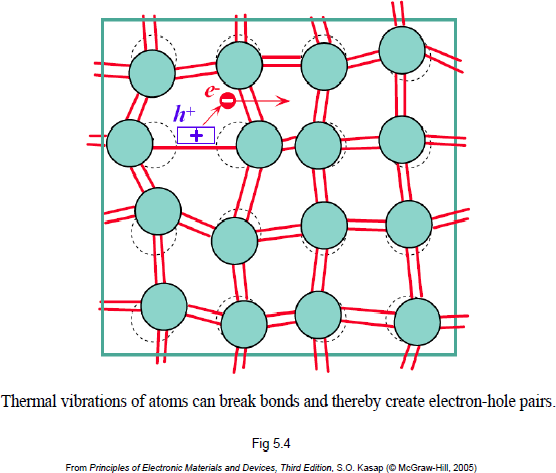 e-
h+
+
Thermal vibrations of atoms can break bonds and thereby create electron-hole pairs.
Fig 5.4
From Principles of Electronic Materials and Devices, Third Edition, S.O. Kasap (© McGraw-Hill, 2005)